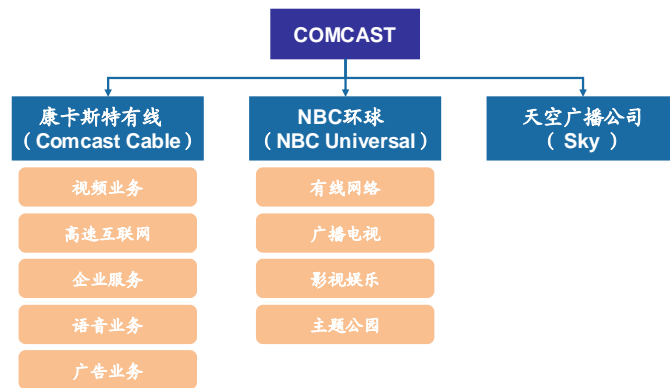 COMCAST
康卡斯特有线
（Comcast Cable）
NBC环球
（NBC Universal）
天空广播公司
（ Sky ）
视频业务
高速互联网
企业服务
语音业务
广告业务
有线网络
广播电视
影视娱乐
主题公园